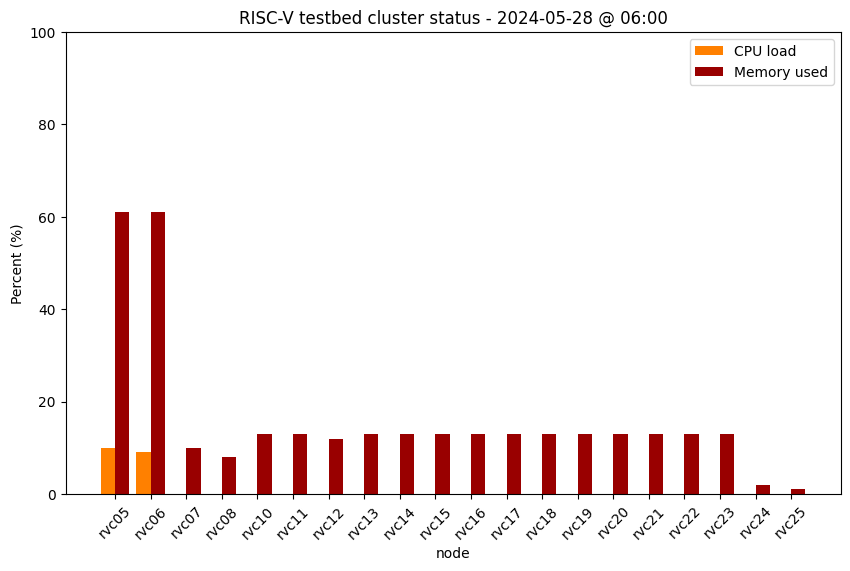 RISC-V testbed cluster status - 2024-05-28 @ 06:00
CPU load
Memory used
Percent (%)
100
80
60
40
20
0
rvc05
rvc06
rvc07
rvc08
rvc10
rvc11
rvc12
rvc13
rvc14
rvc15
rvc16
rvc17
rvc18
rvc19
rvc20
rvc21
rvc22
rvc23
rvc24
rvc25
node